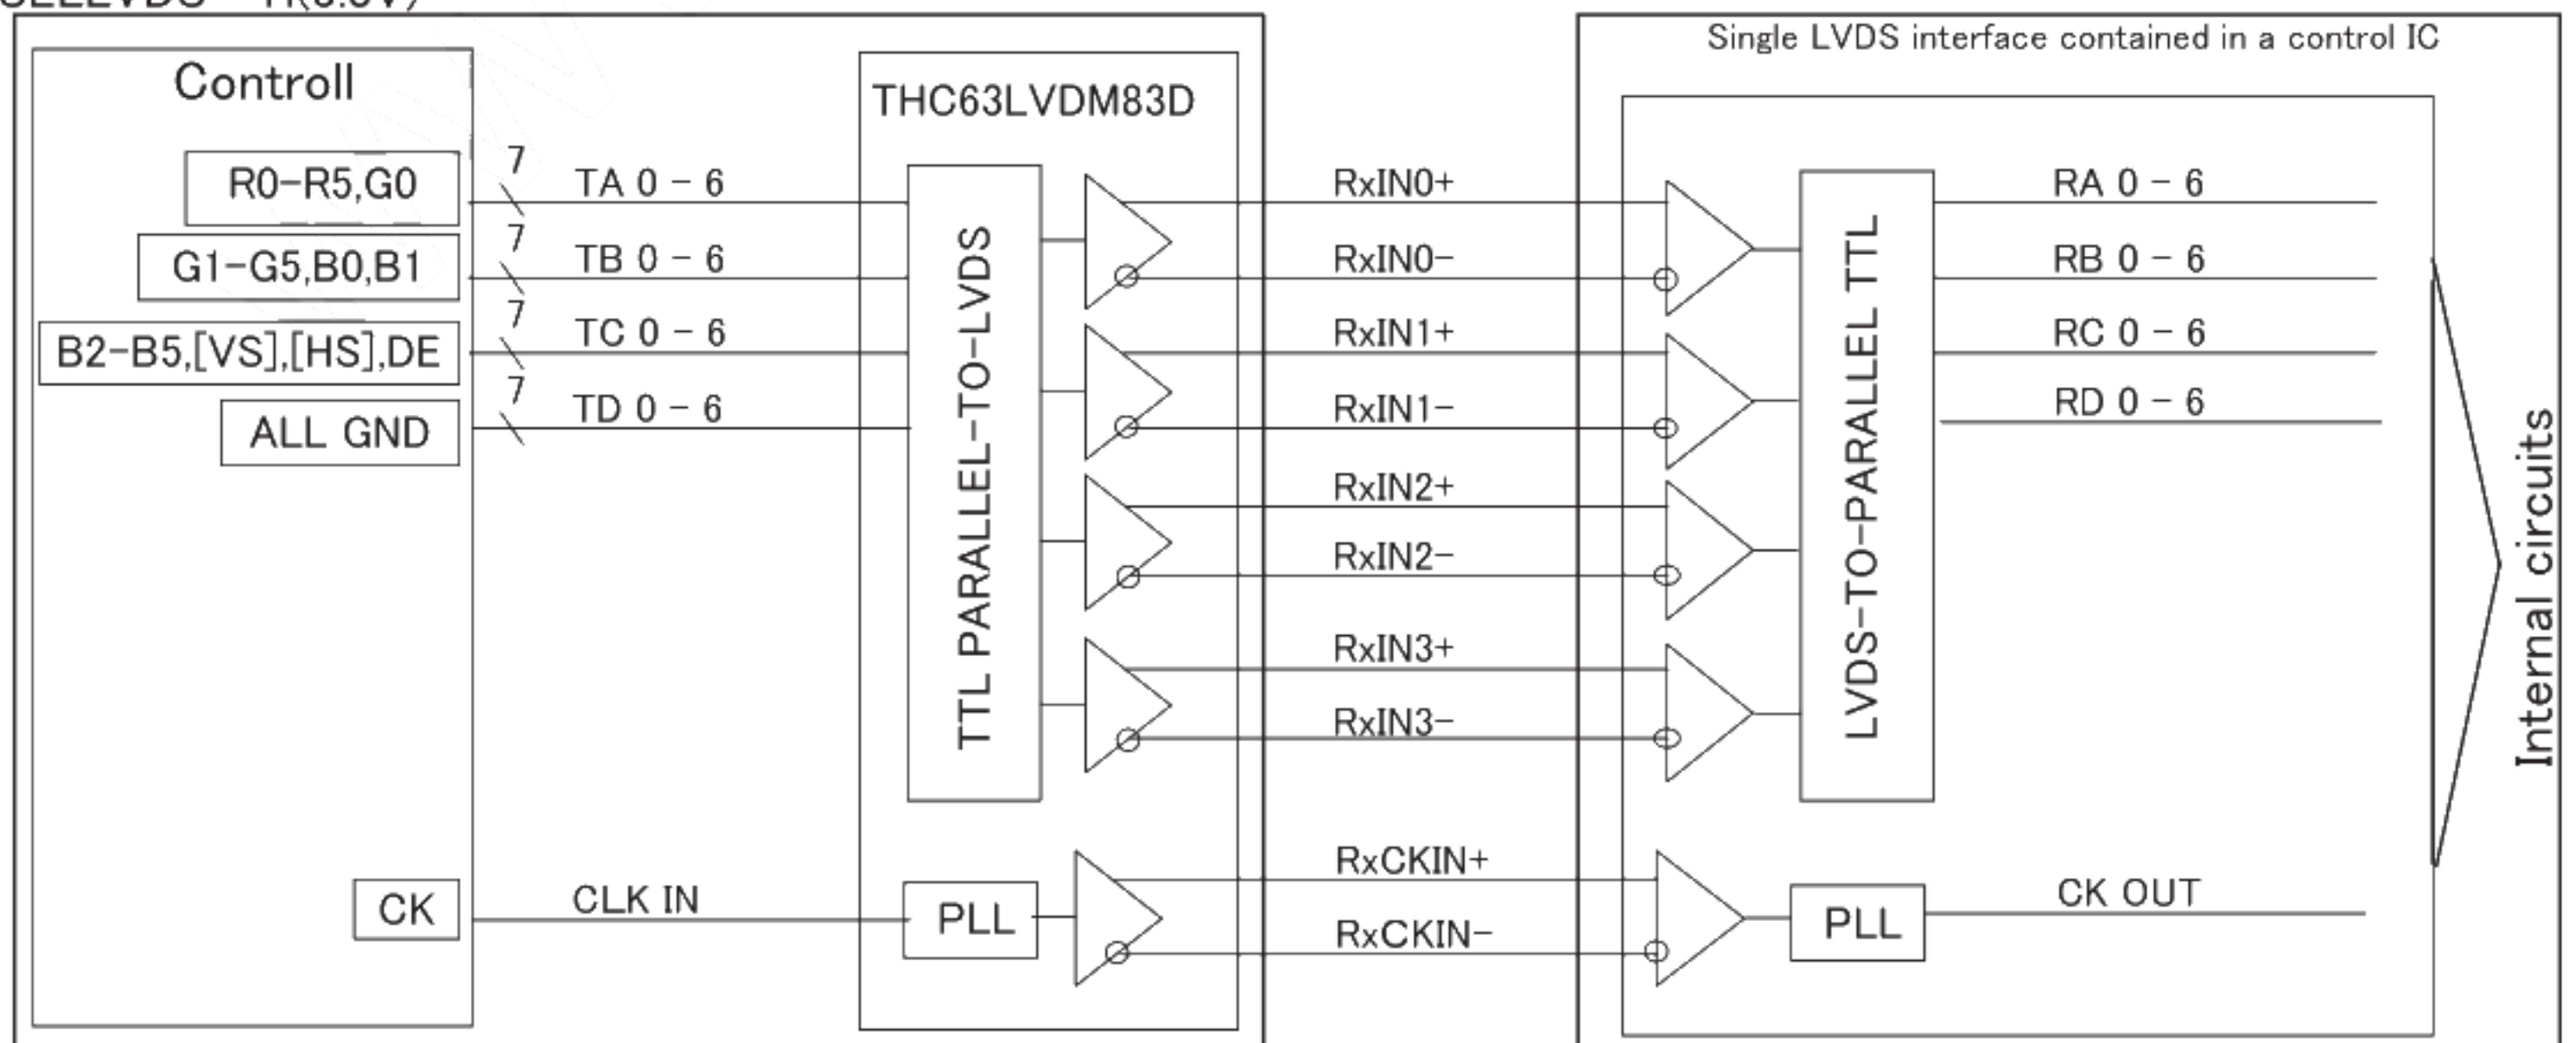 Single LVDS interface contained in a control IC
Controll
THC63LVDM83D
R0-R5,G0
7
TA 0 - 6
RxIN0+
RA 0 - 6
G1-G5,B0,B1
7
TB 0 - 6
RxIN0-
RB 0 - 6
B2-B5,[VS],[HS],DE
7
TC 0 - 6
RxIN1+
RC 0 - 6
ALL GND
7
TD 0 - 6
RxIN1-
RD 0 - 6
TTL PARALLEL-TO-LVDS
LVDS-TO-PARALLEL TTL
RxIN2+
RxIN2-
RxIN3+
RxIN3-
Internal circuits
CK
CLK IN
PLL
RxCKIN+
RxCKIN-
PLL
CK OUT